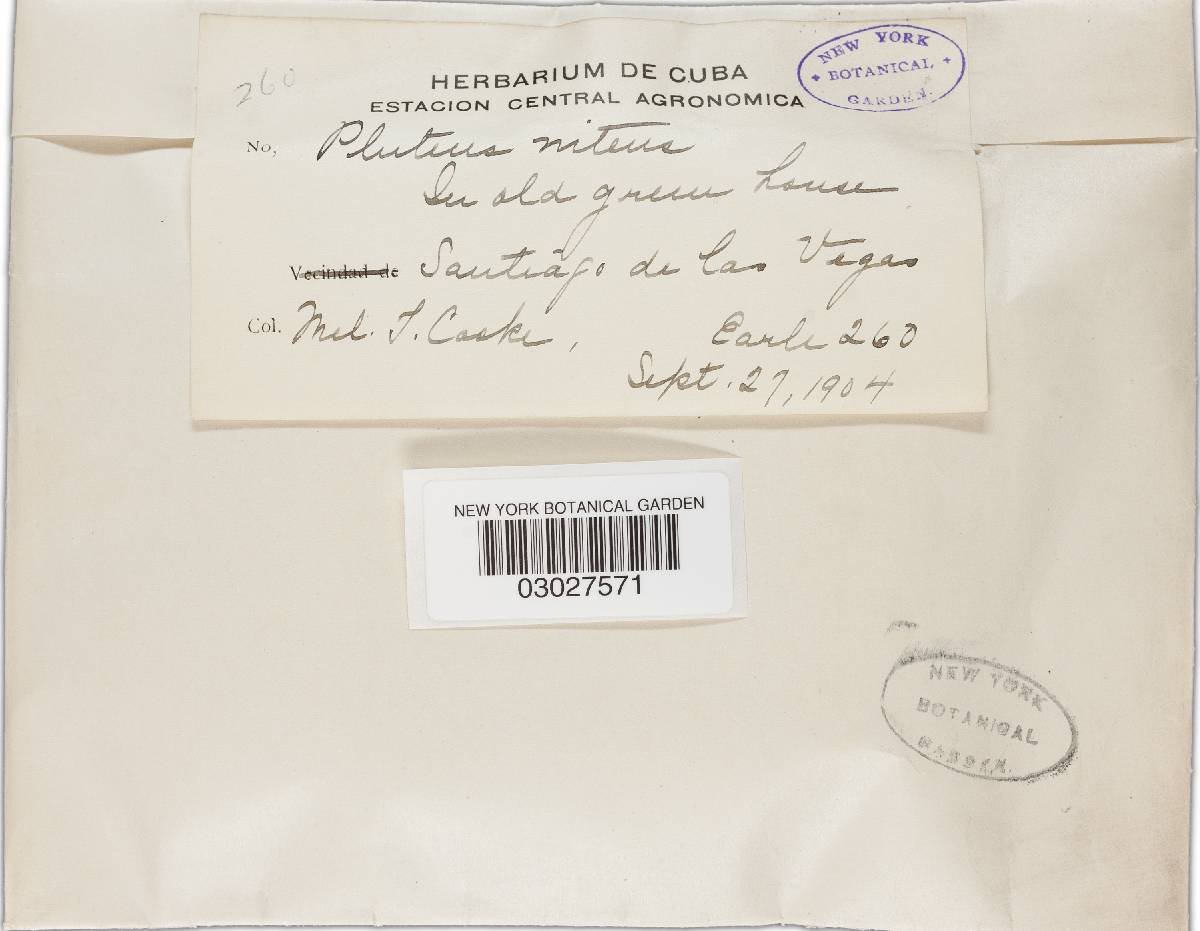 260
HERBARIUM DE CUBA
ESTACION CENTRAL AGRONOMICA
NEW YORK
BOTANICAL
GARDEN.
No, Pluteus nitens
In old green house
Vecindad de Santiago de las Vegas
Col. Mel. T. Cooke, Earle 260
Sept. 27, 1904
NEW YORK BOTANICAL GARDEN
03027571
NEW YORK
BOTANICAL
GARDEN.